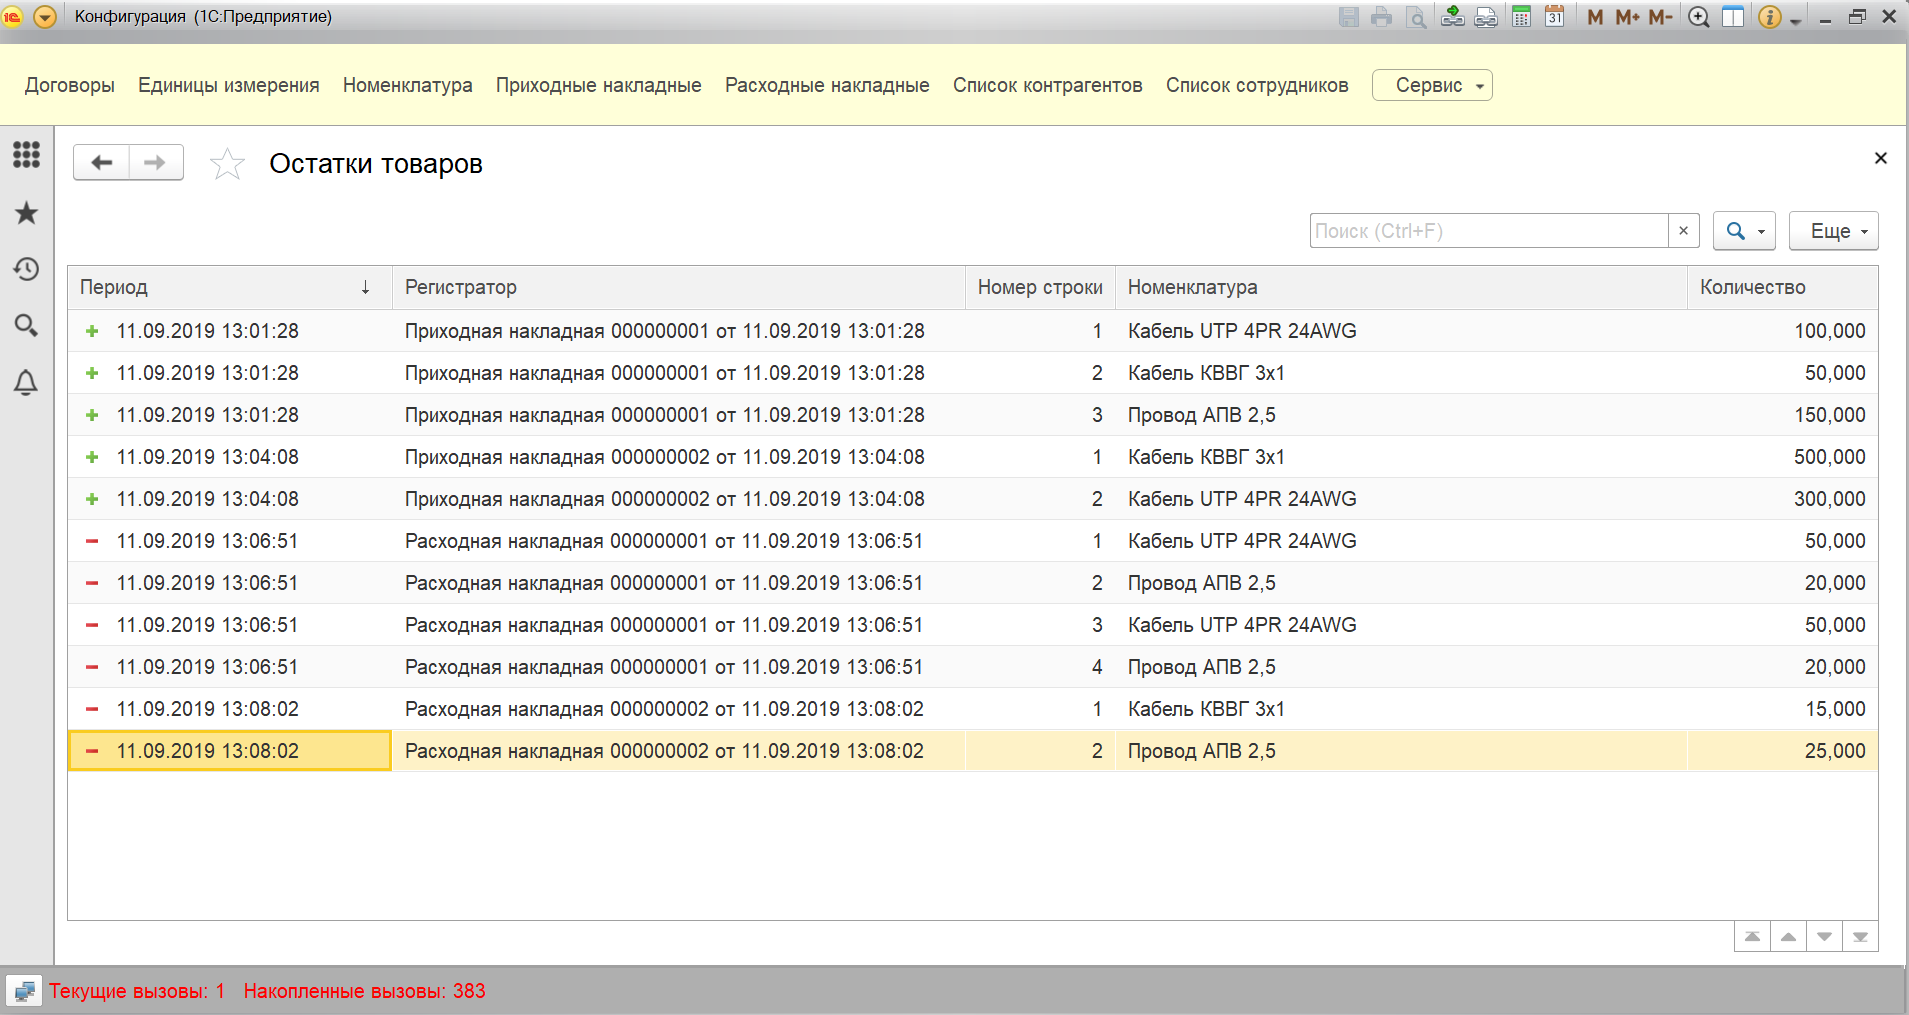 1С Конфигурация (1С:Предприятие) 31 M M+ M-
Договоры Единицы измерения Номенклатура Приходные накладные Расходные накладные Список контрагентов Список сотрудников Сервис
Остатки товаров
Поиск (Ctrl+F) Еще
Период Регистратор Номер строки Номенклатура Количество
11.09.2019 13:01:28 Приходная накладная 000000001 от 11.09.2019 13:01:28 1 Кабель UTP 4PR 24AWG 100,000
11.09.2019 13:01:28 Приходная накладная 000000001 от 11.09.2019 13:01:28 2 Кабель КВВГ 3х1 50,000
11.09.2019 13:01:28 Приходная накладная 000000001 от 11.09.2019 13:01:28 3 Провод АПВ 2,5 150,000
11.09.2019 13:04:08 Приходная накладная 000000002 от 11.09.2019 13:04:08 1 Кабель КВВГ 3х1 500,000
11.09.2019 13:04:08 Приходная накладная 000000002 от 11.09.2019 13:04:08 2 Кабель UTP 4PR 24AWG 300,000
11.09.2019 13:06:51 Расходная накладная 000000001 от 11.09.2019 13:06:51 1 Кабель UTP 4PR 24AWG 50,000
11.09.2019 13:06:51 Расходная накладная 000000001 от 11.09.2019 13:06:51 2 Провод АПВ 2,5 20,000
11.09.2019 13:06:51 Расходная накладная 000000001 от 11.09.2019 13:06:51 3 Кабель UTP 4PR 24AWG 50,000
11.09.2019 13:06:51 Расходная накладная 000000001 от 11.09.2019 13:06:51 4 Провод АПВ 2,5 20,000
11.09.2019 13:08:02 Расходная накладная 000000002 от 11.09.2019 13:08:02 1 Кабель КВВГ 3х1 15,000
11.09.2019 13:08:02 Расходная накладная 000000002 от 11.09.2019 13:08:02 2 Провод АПВ 2,5 25,000
Текущие вызовы: 1 Накопленные вызовы: 383